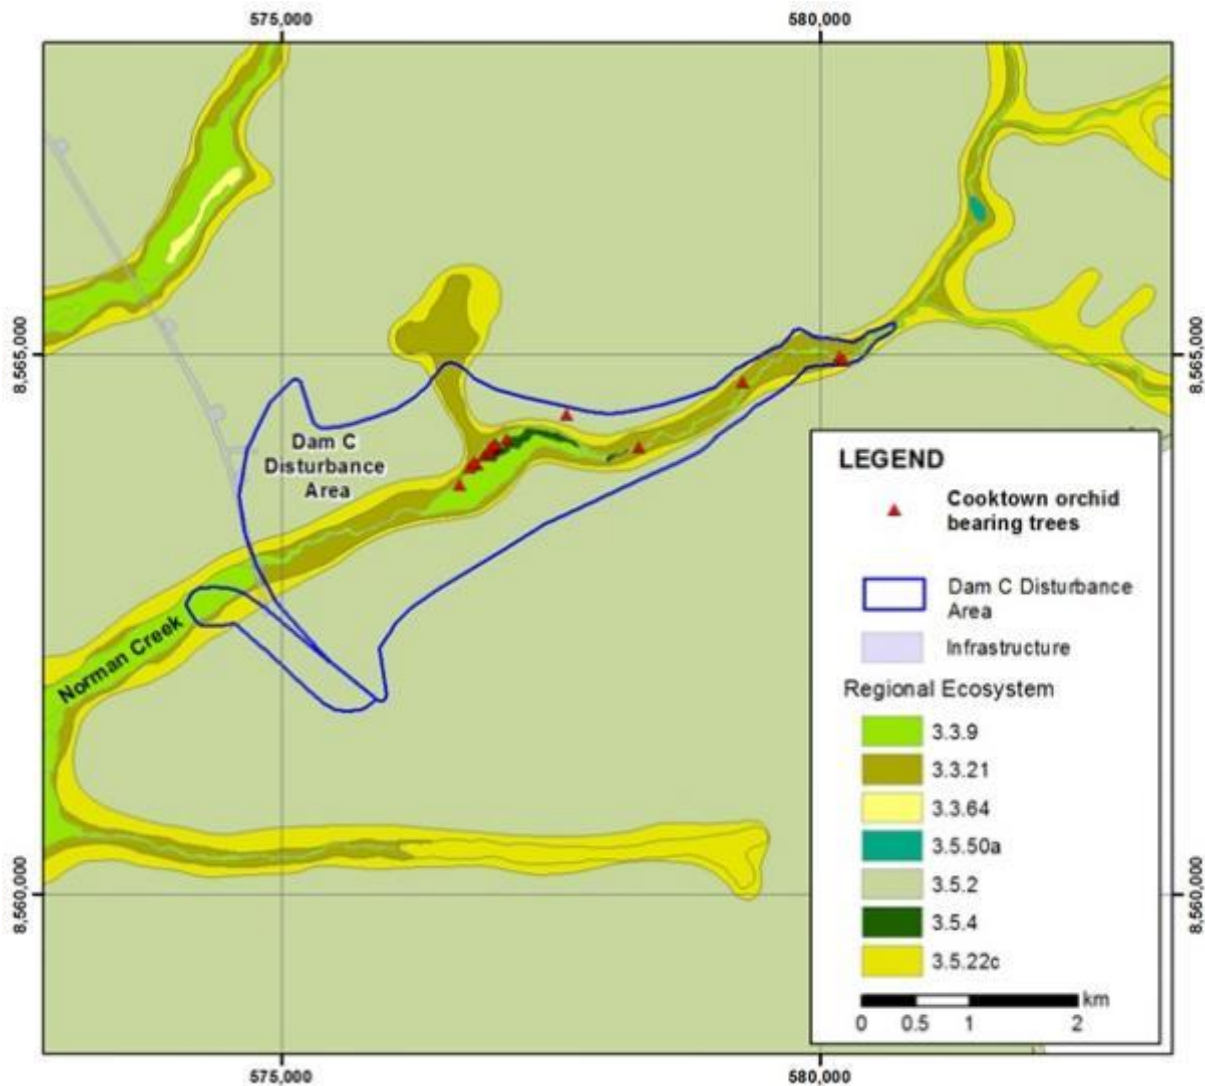 575,000
580,000
8,565,000
8,565,000
Dam C
Disturbance
Area
Norman Creek
LEGEND
Cooktown orchid
bearing trees
Dam C Disturbance
Area
Infrastructure
Regional Ecosystem
3.3.9
3.3.21
3.3.64
3.5.50a
3.5.2
3.5.4
3.5.22c
km
0 0.5 1 2
8,560,000
8,560,000
575,000
580,000